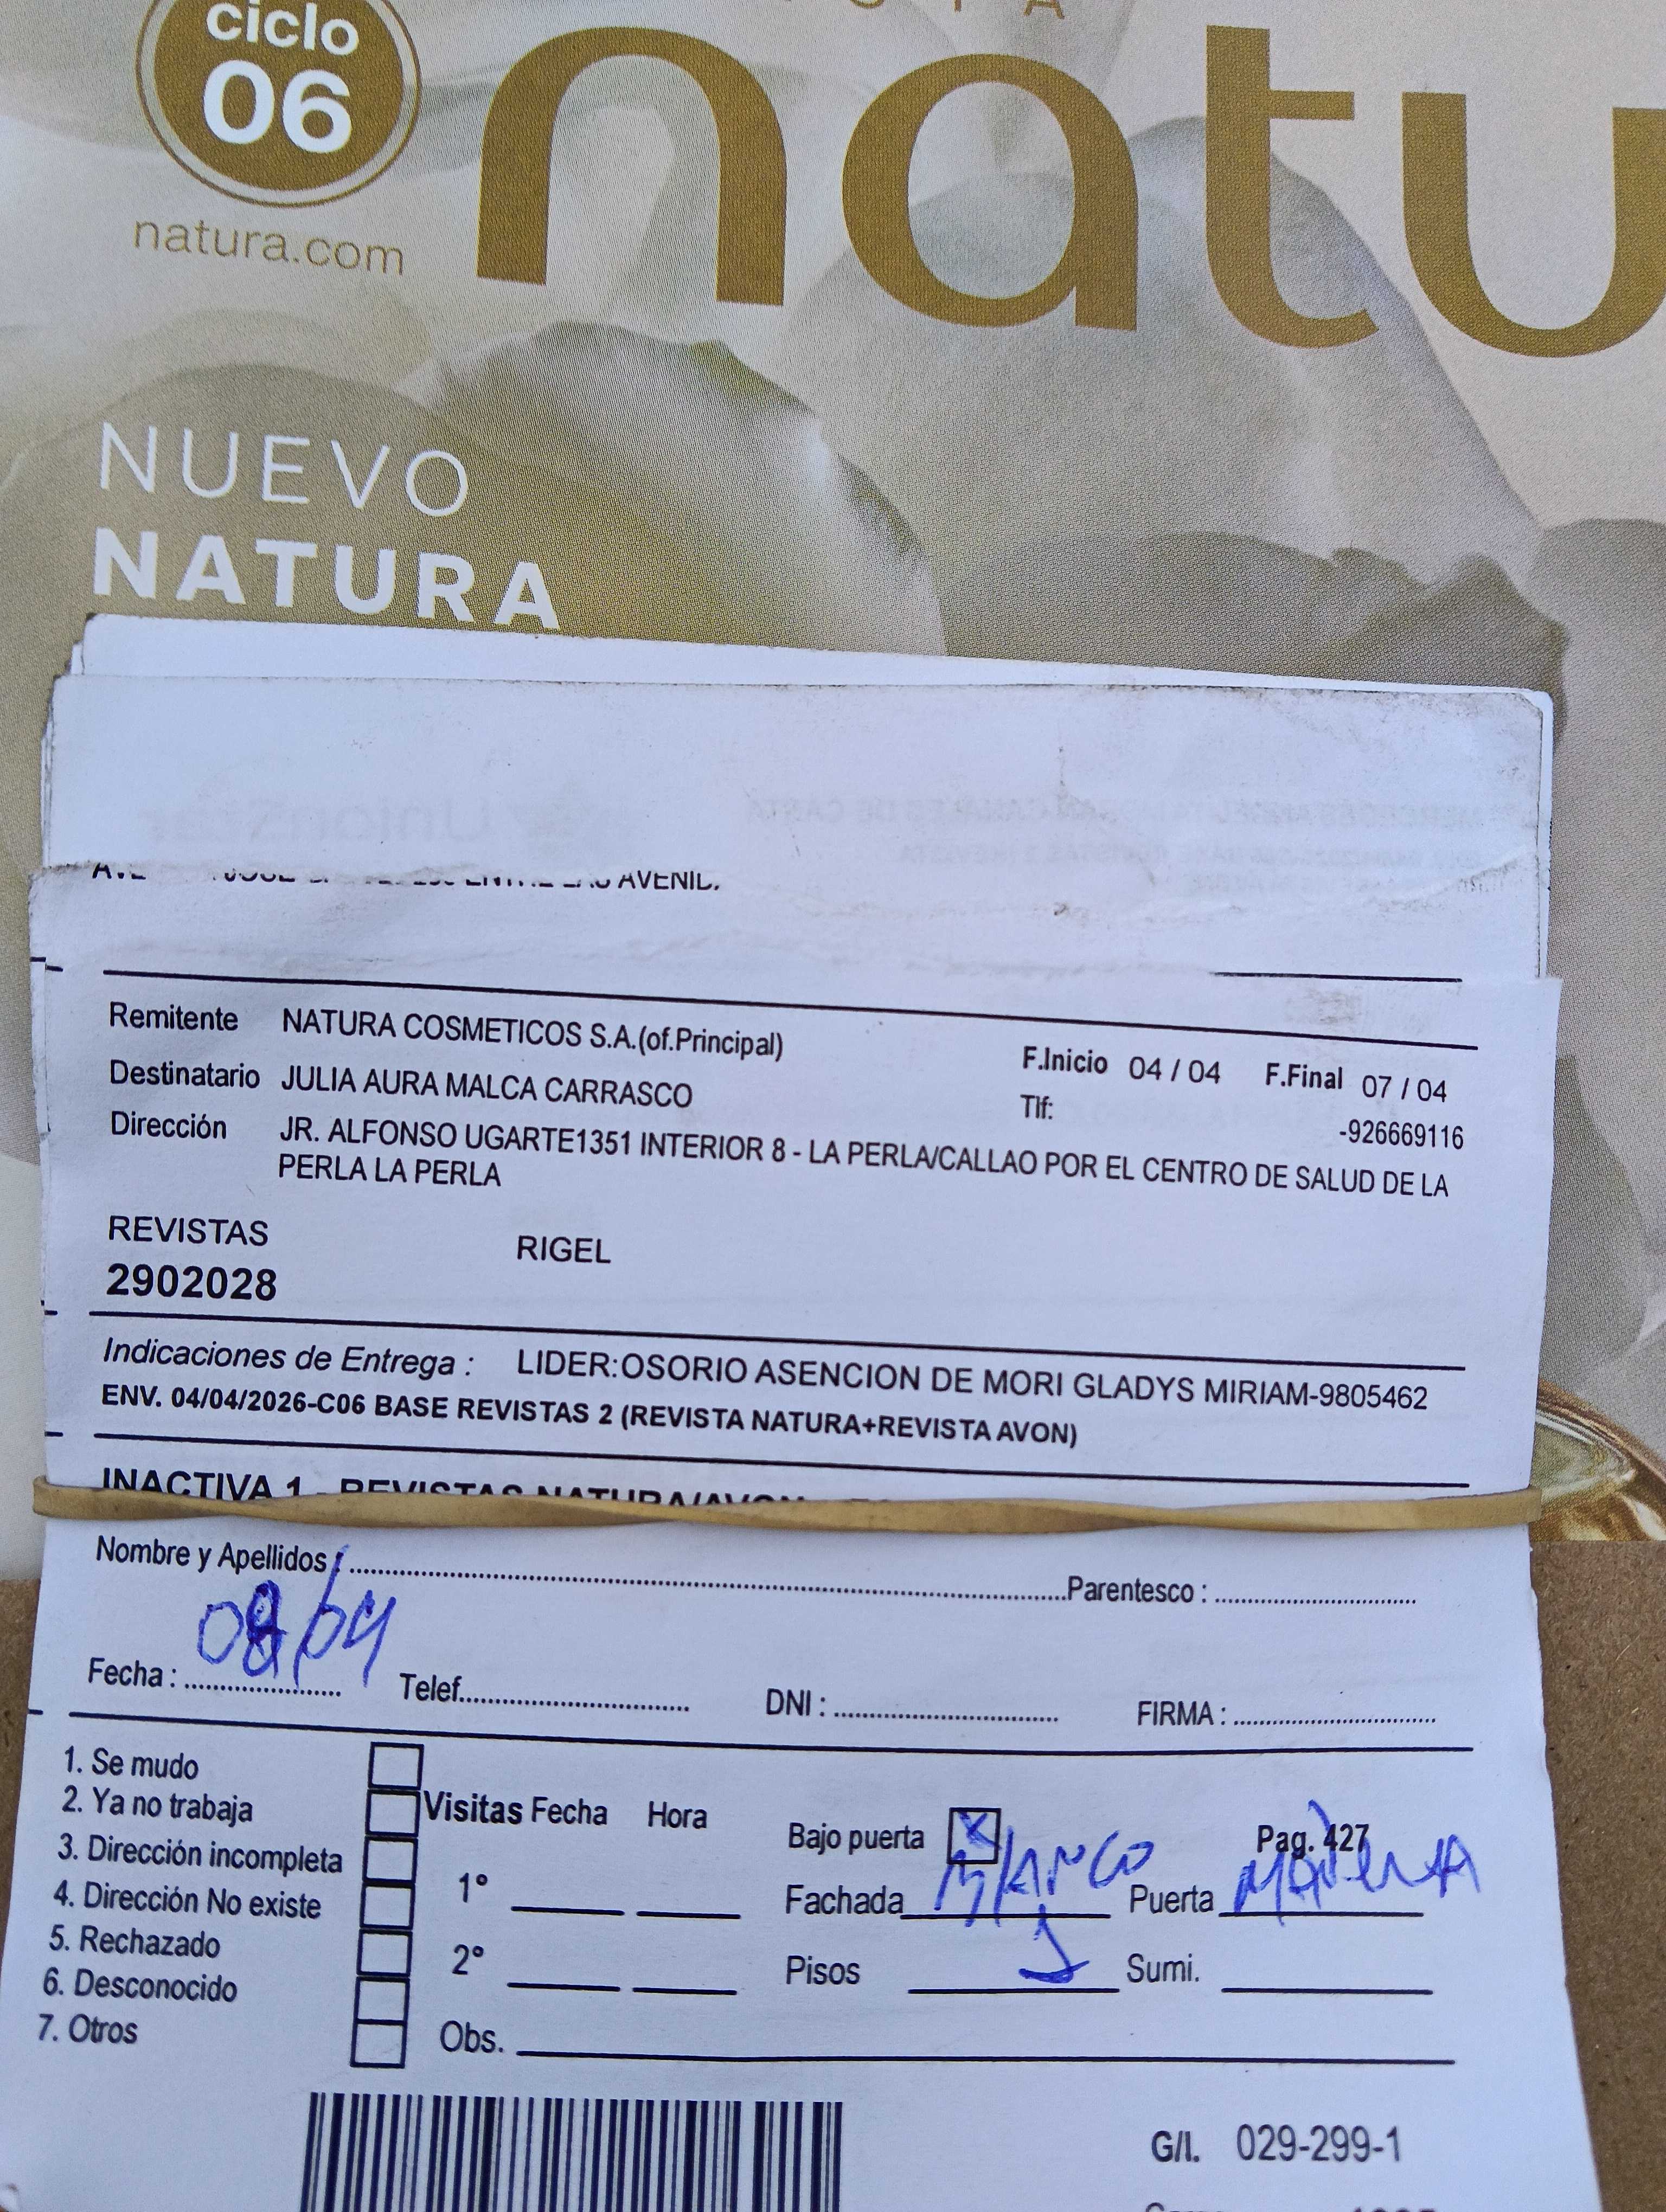 ciclo
06
natura.com
natu
NUEVO
NATURA
AVENID.
Remitente NATURA COSMETICOS S.A.(of.Principal)
F.Inicio 04 / 04 F.Final 07 / 04
Destinatario JULIA AURA MALCA CARRASCO
Tlf: -926669116
Dirección JR. ALFONSO UGARTE1351 INTERIOR 8 - LA PERLA/CALLAO POR EL CENTRO DE SALUD DE LA
PERLA LA PERLA
REVISTAS RIGEL
2902028
Indicaciones de Entrega : LIDER:OSORIO ASENCION DE MORI GLADYS MIRIAM-9805462
ENV. 04/04/2026-C06 BASE REVISTAS 2 (REVISTA NATURA+REVISTA AVON)
INACTIVA 1 - REVISTAS NATURA/AVON
Nombre y Apellidos : Parentesco :
Fecha : 08/04 Telef. DNI : FIRMA :
1. Se mudo
2. Ya no trabaja
3. Dirección incompleta
4. Dirección No existe
5. Rechazado
6. Desconocido
7. Otros
Visitas Fecha Hora
1°
2°
Obs.
Bajo puerta X Pag. 427
Fachada Blanco Puerta Madera
Pisos Sumi.
G/I. 029-299-1